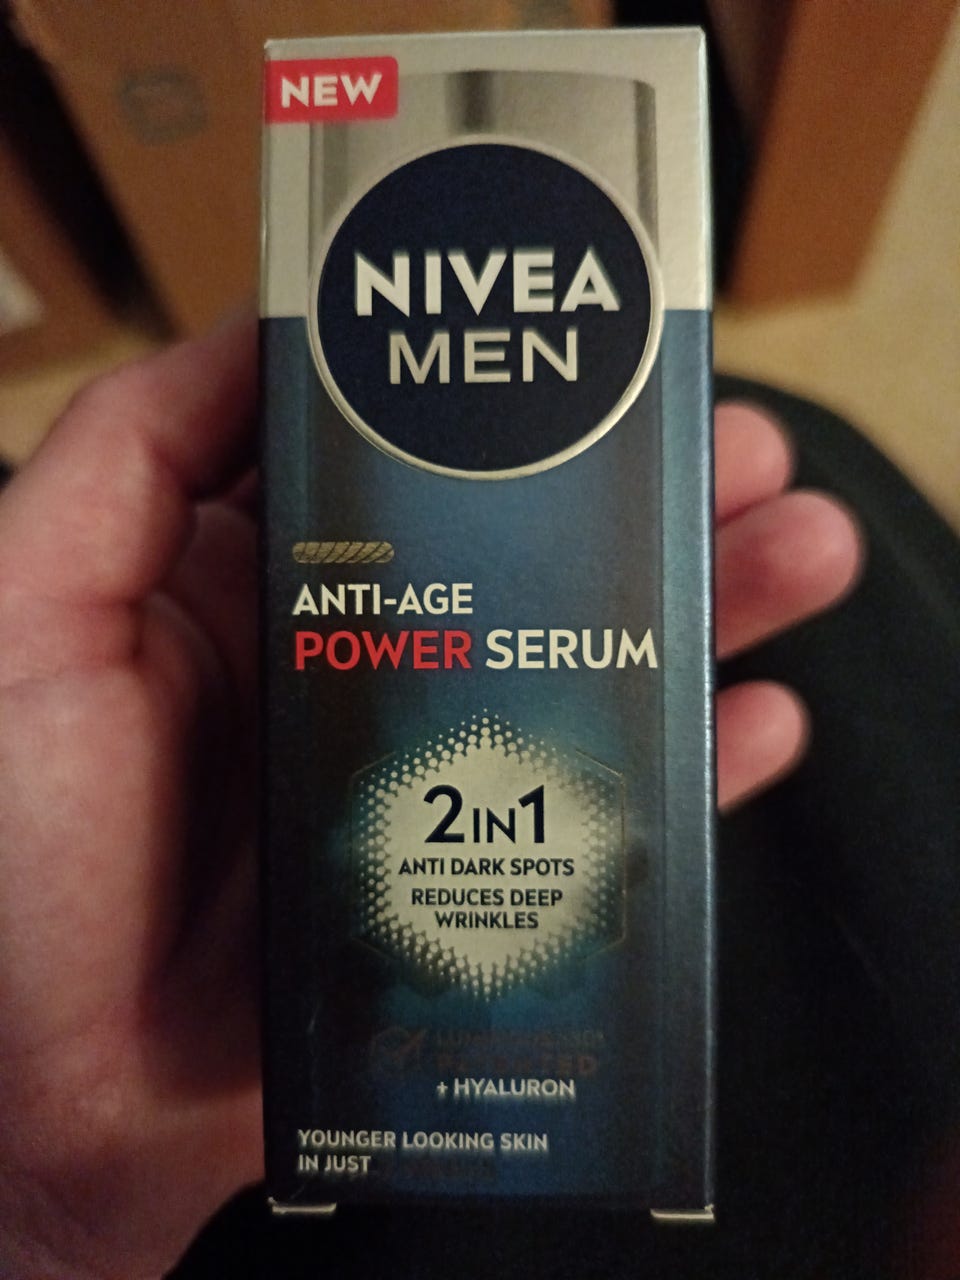 NEW
NIVEA
MEN
ANTI-AGE
POWER SERUM
2IN1
ANTI DARK SPOTS
REDUCES DEEP
WRINKLES
PATENTED
+ HYALURON
YOUNGER LOOKING SKIN
IN JUST